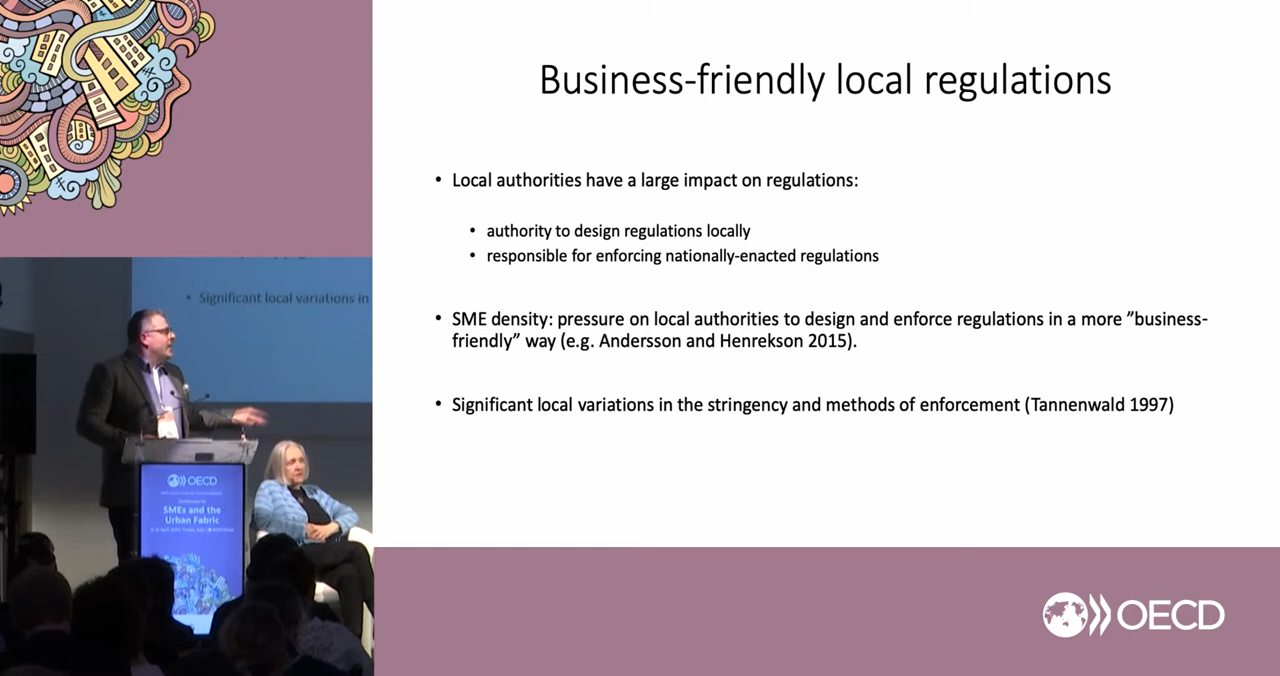 Business-friendly local regulations
• Local authorities have a large impact on regulations:
• authority to design regulations locally
• responsible for enforcing nationally-enacted regulations
• SME density: pressure on local authorities to design and enforce regulations in a more ”business-
friendly” way (e.g. Andersson and Henrekson 2015).
• Significant local variations in the stringency and methods of enforcement (Tannenwald 1997)
• Significant local variations in
OECD
SMEs and the
Urban Fabric
OECD